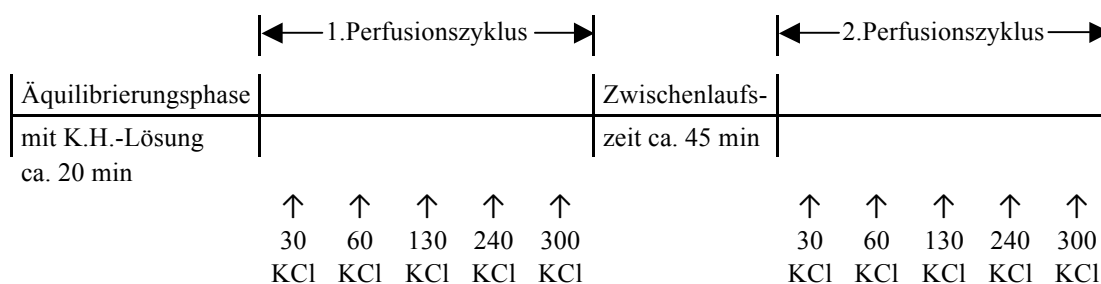 1.Perfusionszyklus 2.Perfusionszyklus
Äquilibrierungsphase Zwischenlaufs-
mit K.H.-Lösung zeit ca. 45 min
ca. 20 min
↑ ↑ ↑ ↑ ↑ ↑ ↑ ↑ ↑ ↑
30 60 130 240 300 30 60 130 240 300
KCl KCl KCl KCl KCl KCl KCl KCl KCl KCl